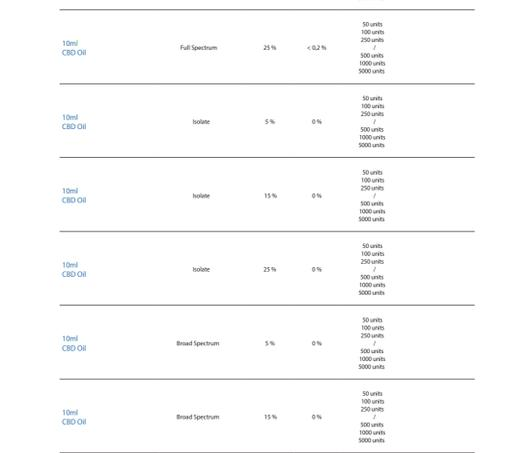 10ml
CBD Oil
Full Spectrum
25 %
< 0,2 %
50 units
100 units
250 units
/
500 units
1000 units
5000 units
10ml
CBD Oil
Isolate
5 %
0 %
50 units
100 units
250 units
/
500 units
1000 units
5000 units
10ml
CBD Oil
Isolate
15 %
0 %
50 units
100 units
250 units
/
500 units
1000 units
5000 units
10ml
CBD Oil
Isolate
25 %
0 %
50 units
100 units
250 units
/
500 units
1000 units
5000 units
10ml
CBD Oil
Broad Spectrum
5 %
0 %
50 units
100 units
250 units
/
500 units
1000 units
5000 units
10ml
CBD Oil
Broad Spectrum
15 %
0 %
50 units
100 units
250 units
/
500 units
1000 units
5000 units